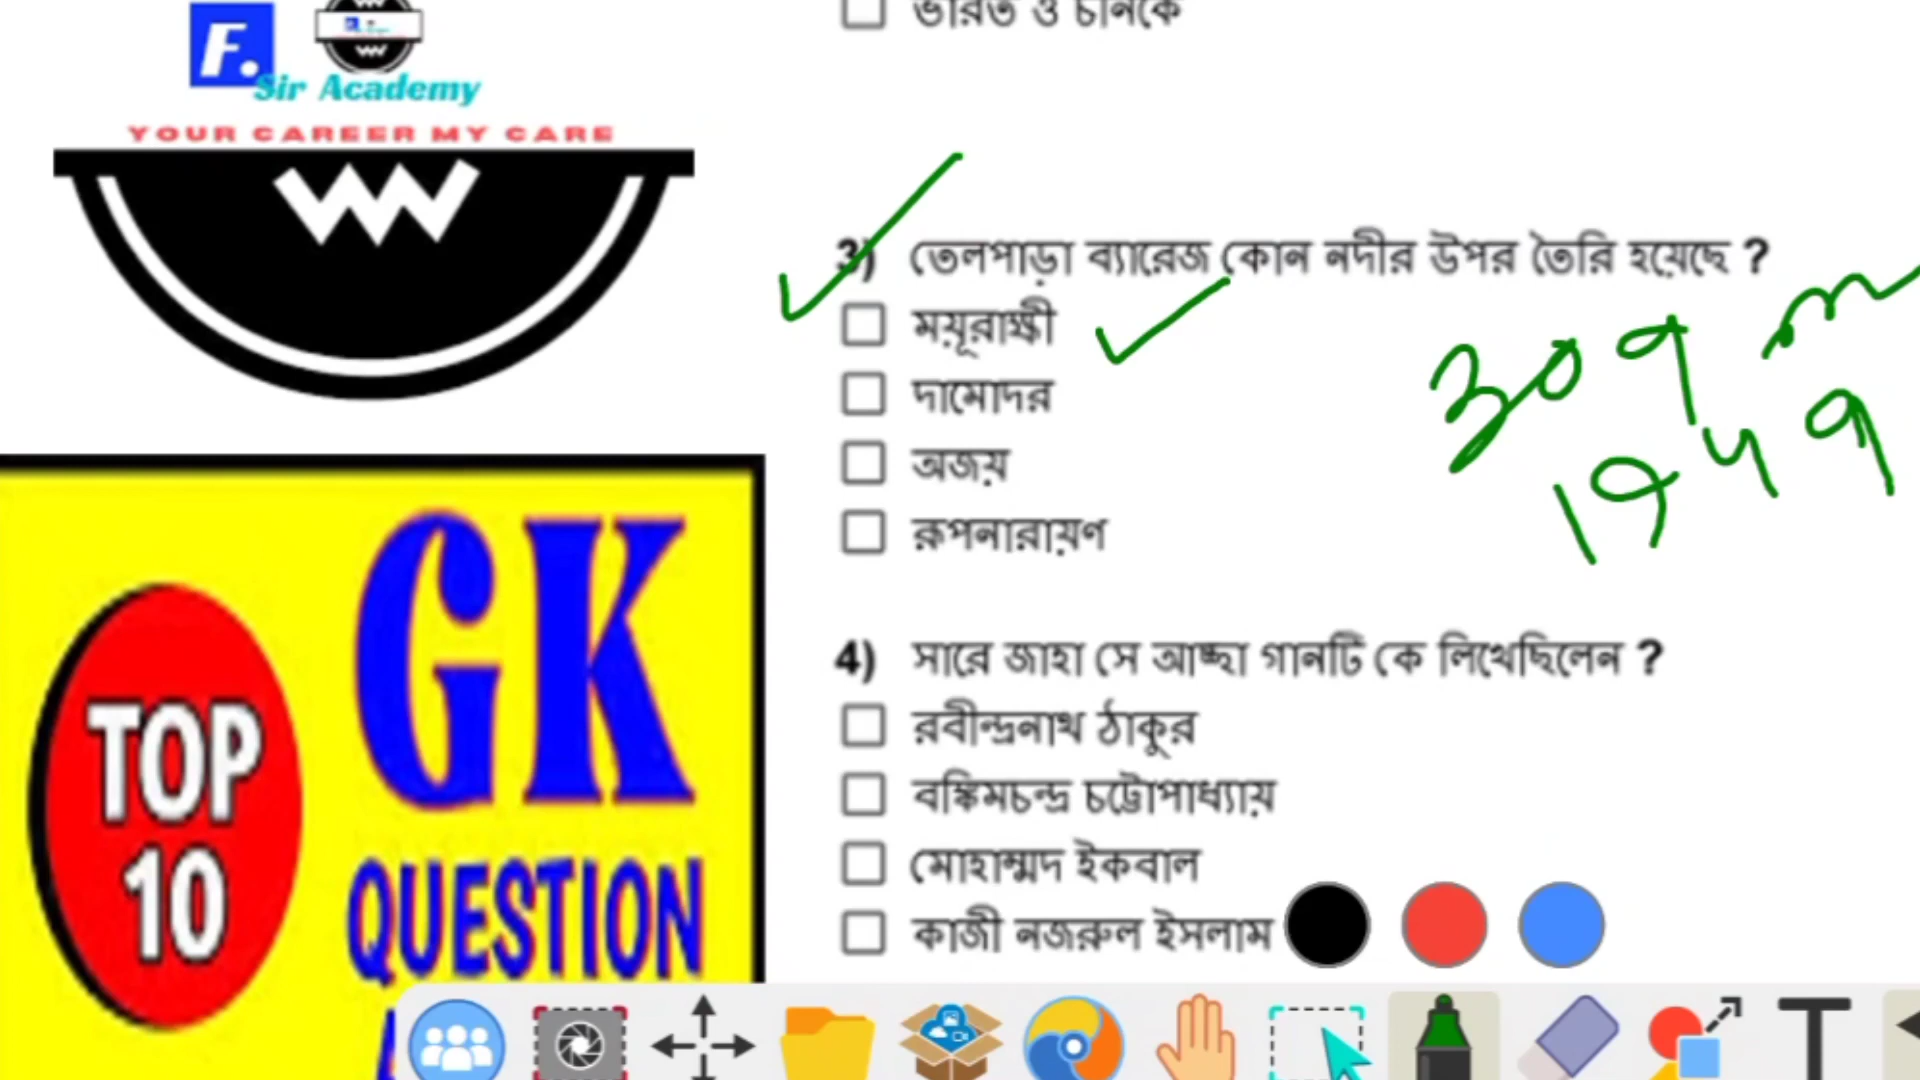 ভারত ও চীনকে
F.
Sir Academy
YOUR CAREER MY CARE
3) তেলপাড়া ব্যারেজ কোন নদীর উপর তৈরি হয়েছে ?
ময়ূরাক্ষী
দামোদর
অজয়
রূপনারায়ণ
309 m
4) সারে জাহা সে আচ্ছা গানটি কে লিখেছিলেন ?
রবীন্দ্রনাথ ঠাকুর
বঙ্কিমচন্দ্র চট্টোপাধ্যায়
মোহাম্মদ ইকবাল
কাজী নজরুল ইসলাম
TOP
10
GK
QUESTION
T